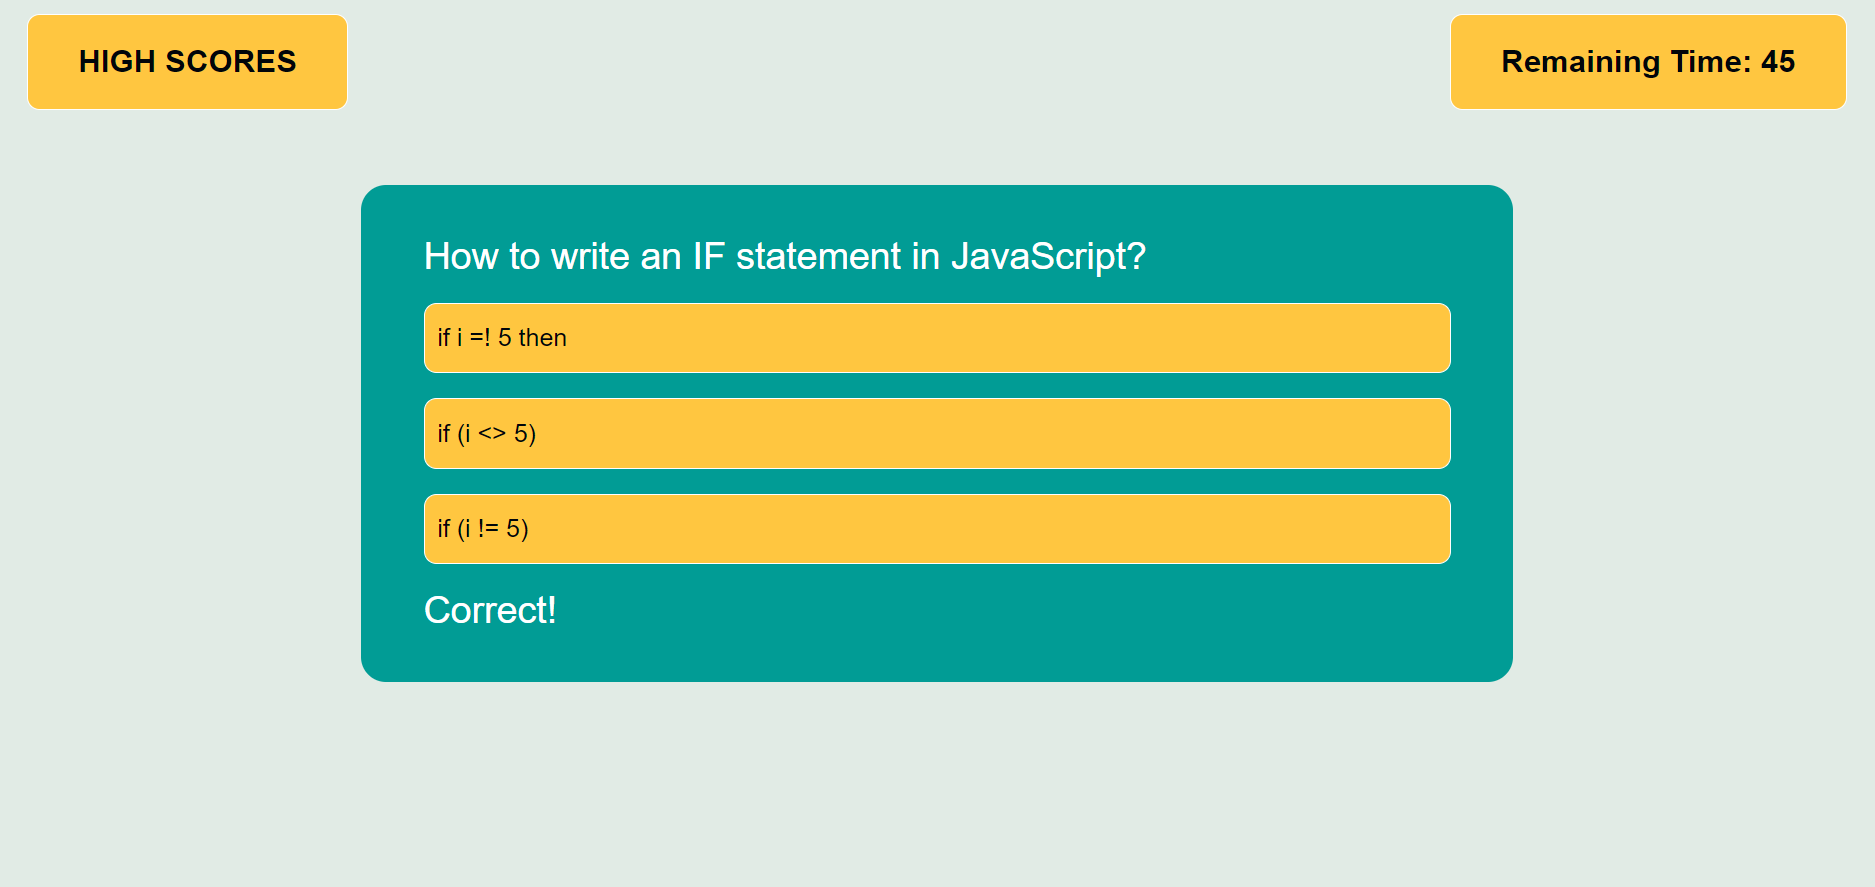 HIGH SCORES
Remaining Time: 45
How to write an IF statement in JavaScript?
if i =! 5 then
if (i <> 5)
if (i != 5)
Correct!